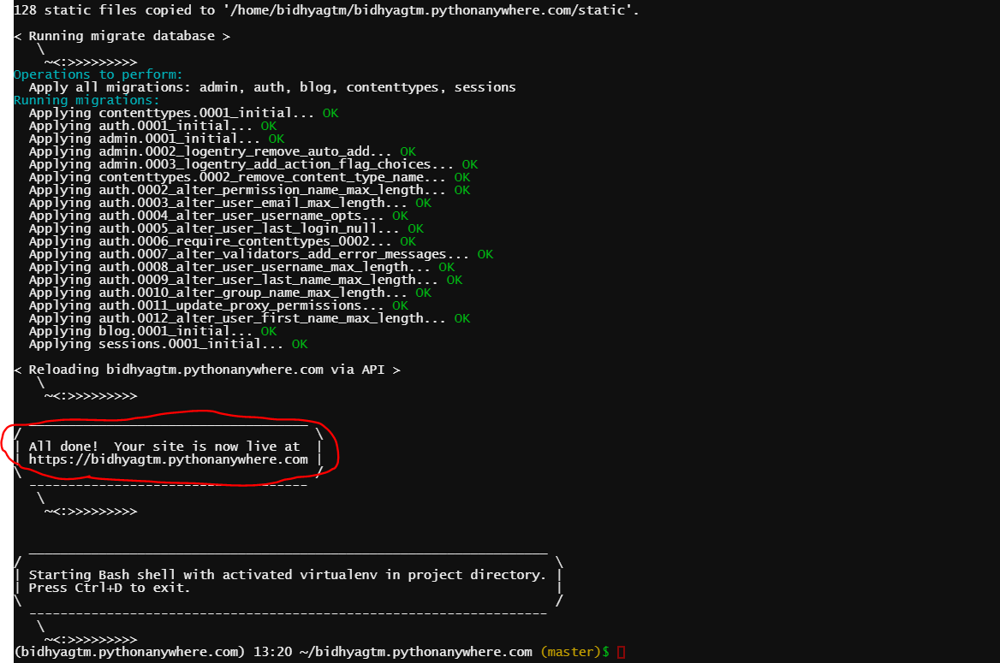 128 static files copied to '/home/bidhyagtm/bidhyagtm.pythonanywhere.com/static'.
< Running migrate database >
   \
    ~<:>>>>>>>>>
Operations to perform:
  Apply all migrations: admin, auth, blog, contenttypes, sessions
Running migrations:
  Applying contenttypes.0001_initial... OK
  Applying auth.0001_initial... OK
  Applying admin.0001_initial... OK
  Applying admin.0002_logentry_remove_auto_add... OK
  Applying admin.0003_logentry_add_action_flag_choices... OK
  Applying contenttypes.0002_remove_content_type_name... OK
  Applying auth.0002_alter_permission_name_max_length... OK
  Applying auth.0003_alter_user_email_max_length... OK
  Applying auth.0004_alter_user_username_opts... OK
  Applying auth.0005_alter_user_last_login_null... OK
  Applying auth.0006_require_contenttypes_0002... OK
  Applying auth.0007_alter_validators_add_error_messages... OK
  Applying auth.0008_alter_user_username_max_length... OK
  Applying auth.0009_alter_user_last_name_max_length... OK
  Applying auth.0010_alter_group_name_max_length... OK
  Applying auth.0011_update_proxy_permissions... OK
  Applying auth.0012_alter_user_first_name_max_length... OK
  Applying blog.0001_initial... OK
  Applying sessions.0001_initial... OK
< Reloading bidhyagtm.pythonanywhere.com via API >
   \
    ~<:>>>>>>>>>
| All done!  Your site is now live at  |
| https://bidhyagtm.pythonanywhere.com |
   \
    ~<:>>>>>>>>>
| Starting Bash shell with activated virtualenv in project directory. |
| Press Ctrl+D to exit.                                               |
   \
    ~<:>>>>>>>>>
(bidhyagtm.pythonanywhere.com) 13:20 ~/bidhyagtm.pythonanywhere.com (master)$